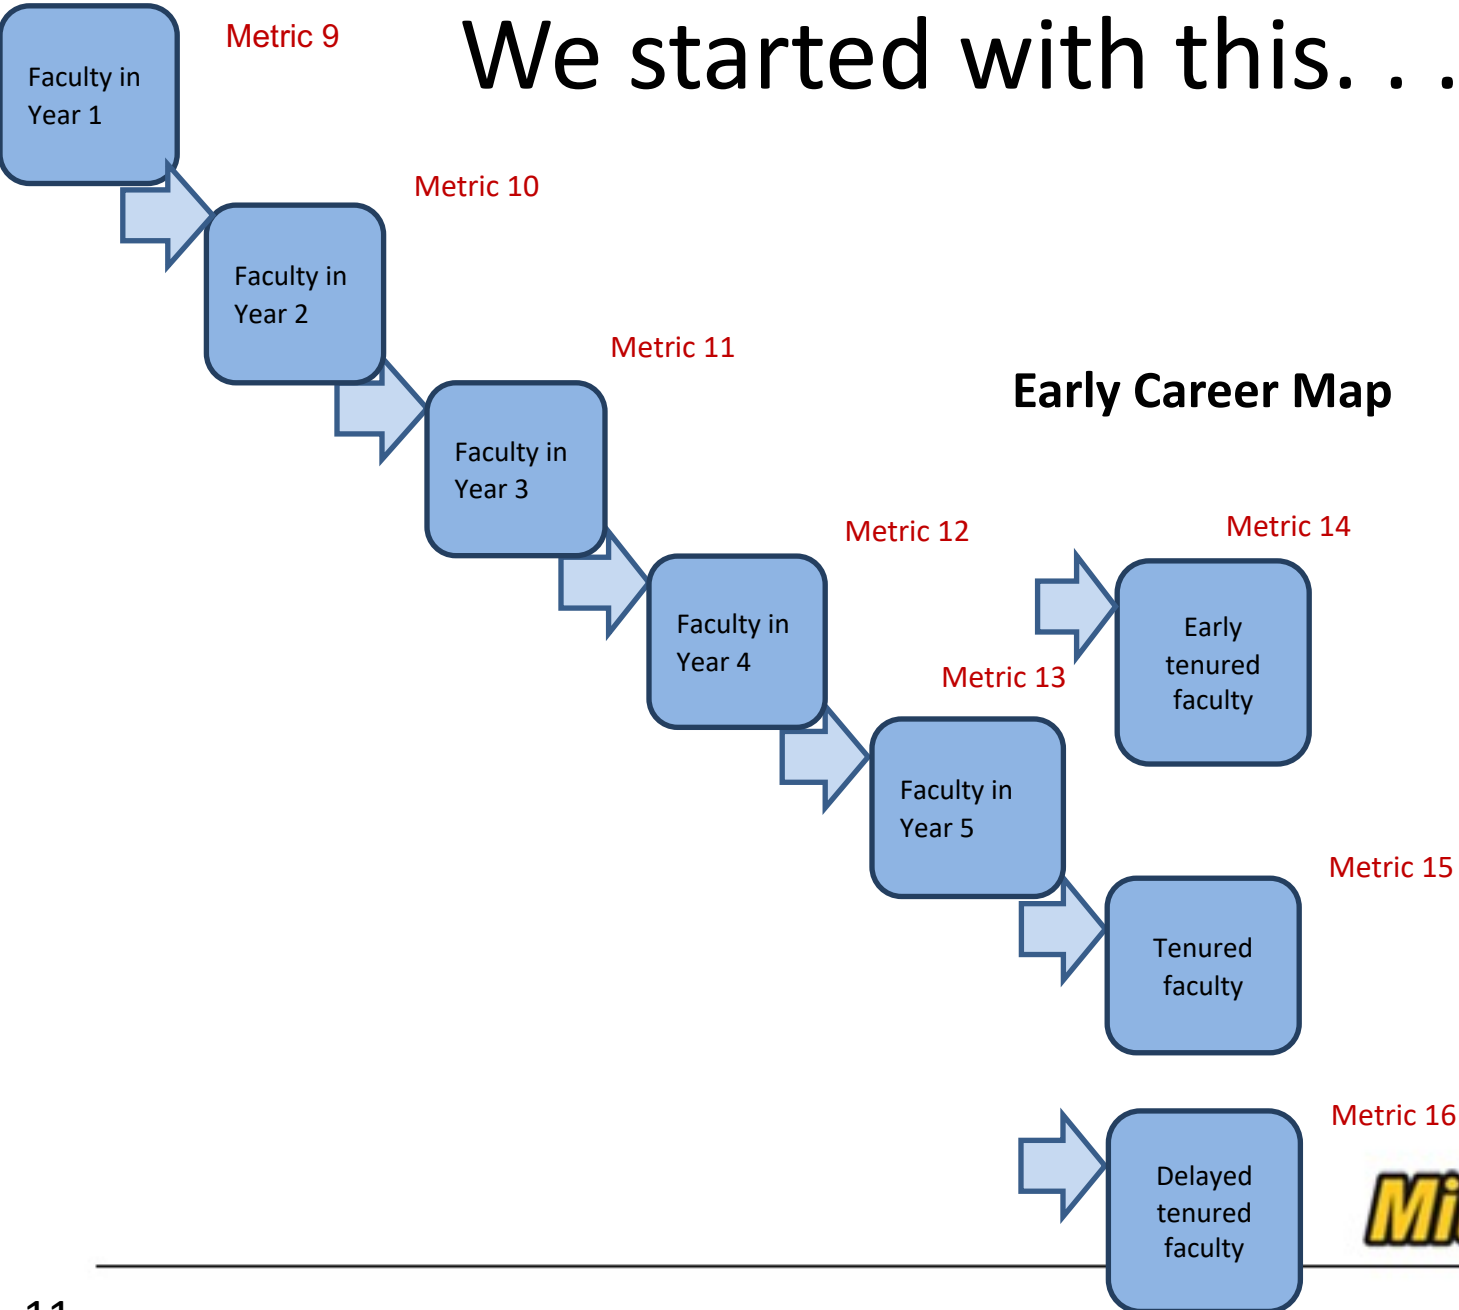 We started with this. . .
Metric 9
Faculty in
Year 1
Metric 10
Faculty in
Year 2
Metric 11
Faculty in
Year 3
Early Career Map
Metric 12
Faculty in
Year 4
Metric 13
Faculty in
Year 5
Metric 14
Early
tenured
faculty
Metric 15
Tenured
faculty
Metric 16
Delayed
tenured
faculty
11